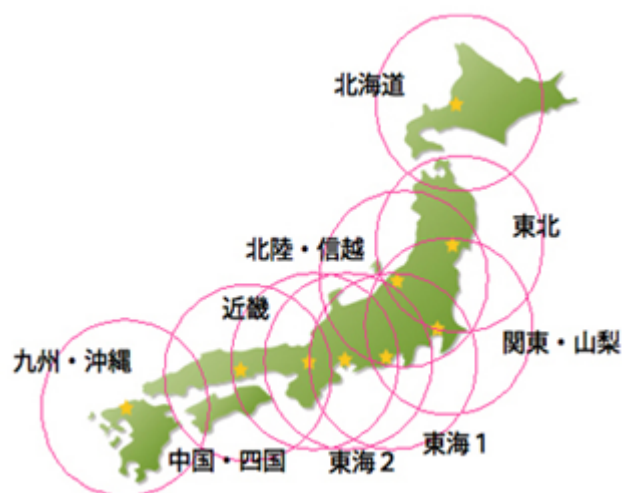 北海道
東北
北陸・信越
近畿
関東・山梨
九州・沖縄
東海1
中国・四国
東海2